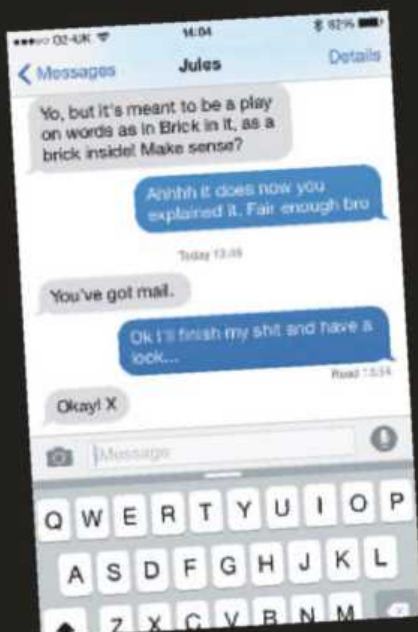 O2-UK 14:04 82%
Messages Jules Details
Yo, but it's meant to be a play
on words as in Brick in it, as a
brick inside! Make sense?
Ahhhh it does now you
explained it. Fair enough bro
Today
You've got mail.
Ok I'll finish my shit and have a
look...
Read 13:54
Okay! X
Message
Q W E R T Y U I O P
A S D F G H J K L
Z X C V B N M